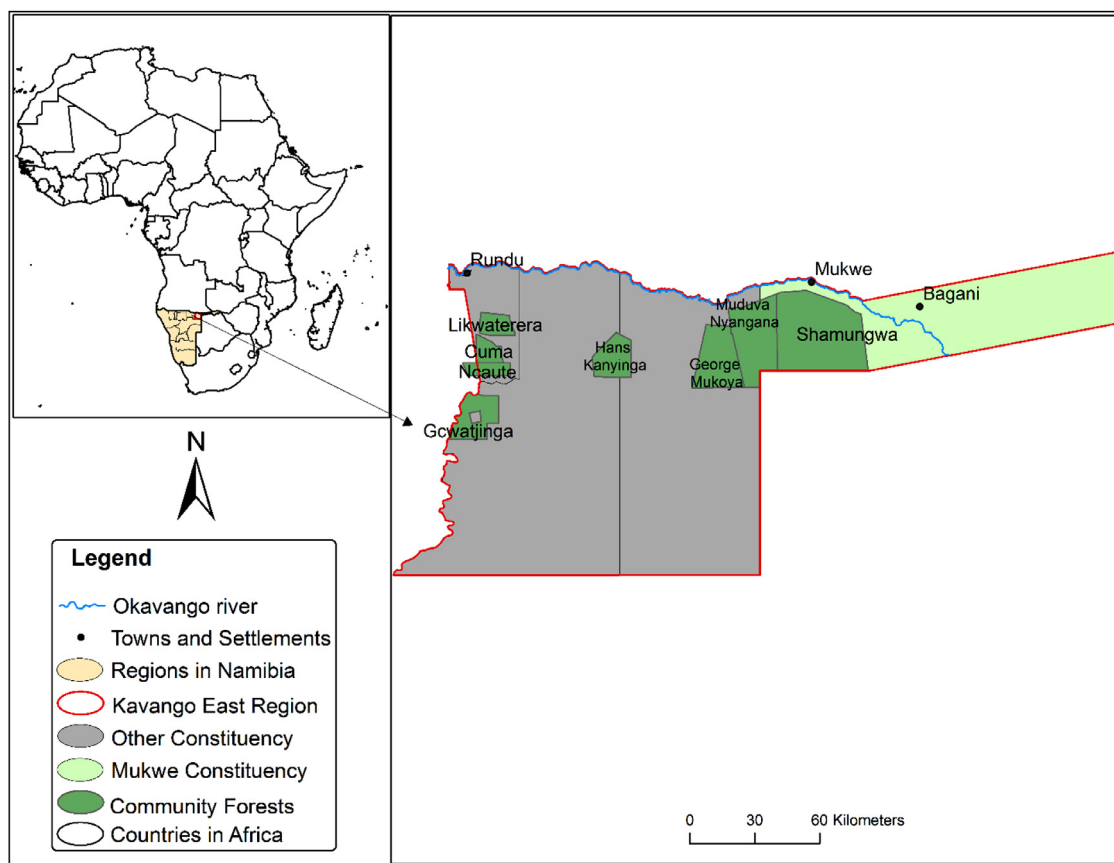 Rundu
Mukwe
Bagani
Likwaterera
Muduva
Nyangana
Shamungwa
Cuma
Hans
Kanyinga
Ncaute
George
Mukoya
Gcwatjinga
N
Legend
Okavango river
Towns and Settlements
Regions in Namibia
Kavango East Region
Other Constituency
Mukwe Constituency
Community Forests
Countries in Africa
0 30 60 Kilometers